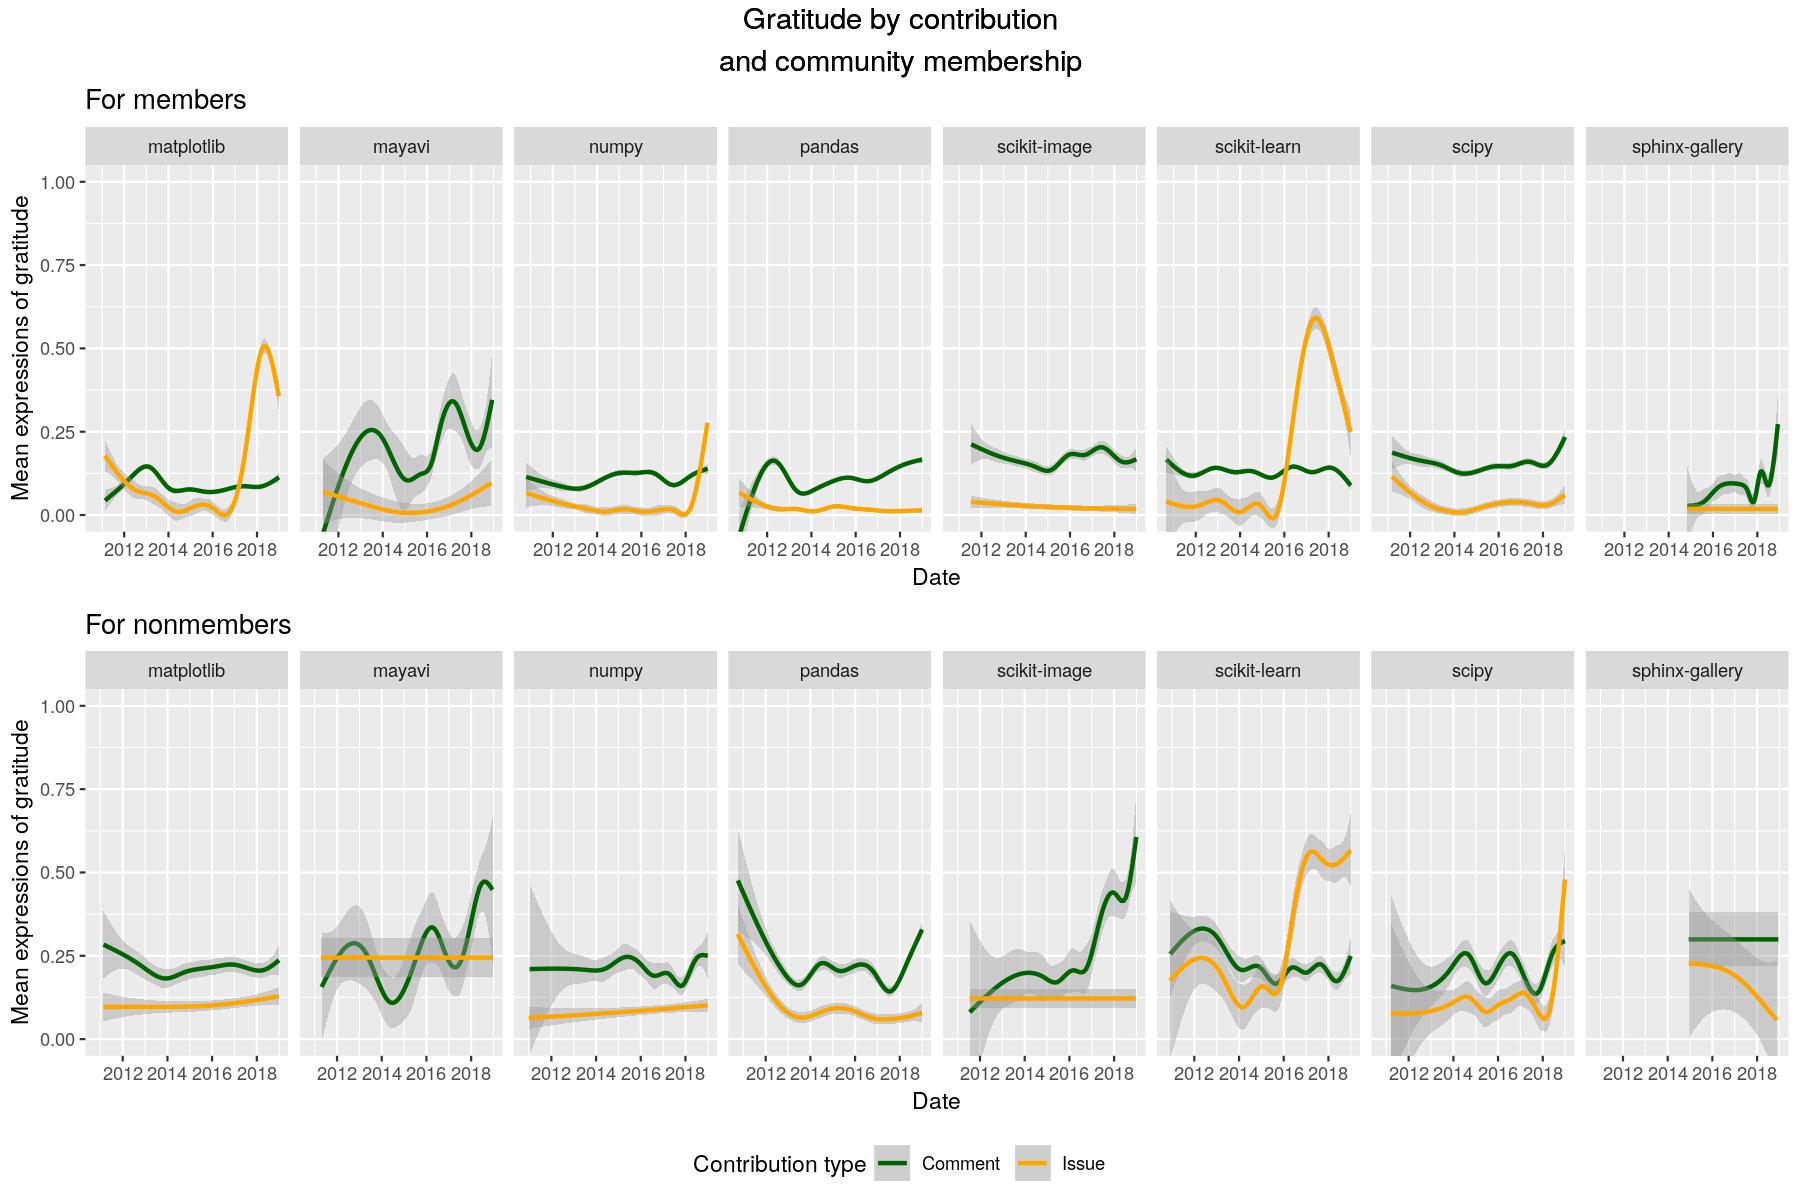 Gratitude by contribution
and community membership
For members
matplotlib mayavi numpy pandas scikit-image scikit-learn scipy sphinx-gallery
Mean expressions of gratitude
1.00
0.75
0.50
0.25
0.00
2012 2014 2016 2018 2012 2014 2016 2018 2012 2014 2016 2018 2012 2014 2016 2018 2012 2014 2016 2018 2012 2014 2016 2018 2012 2014 2016 2018 2012 2014 2016 2018
Date
For nonmembers
matplotlib mayavi numpy pandas scikit-image scikit-learn scipy sphinx-gallery
Mean expressions of gratitude
1.00
0.75
0.50
0.25
0.00
2012 2014 2016 2018 2012 2014 2016 2018 2012 2014 2016 2018 2012 2014 2016 2018 2012 2014 2016 2018 2012 2014 2016 2018 2012 2014 2016 2018 2012 2014 2016 2018
Date
Contribution type Comment Issue